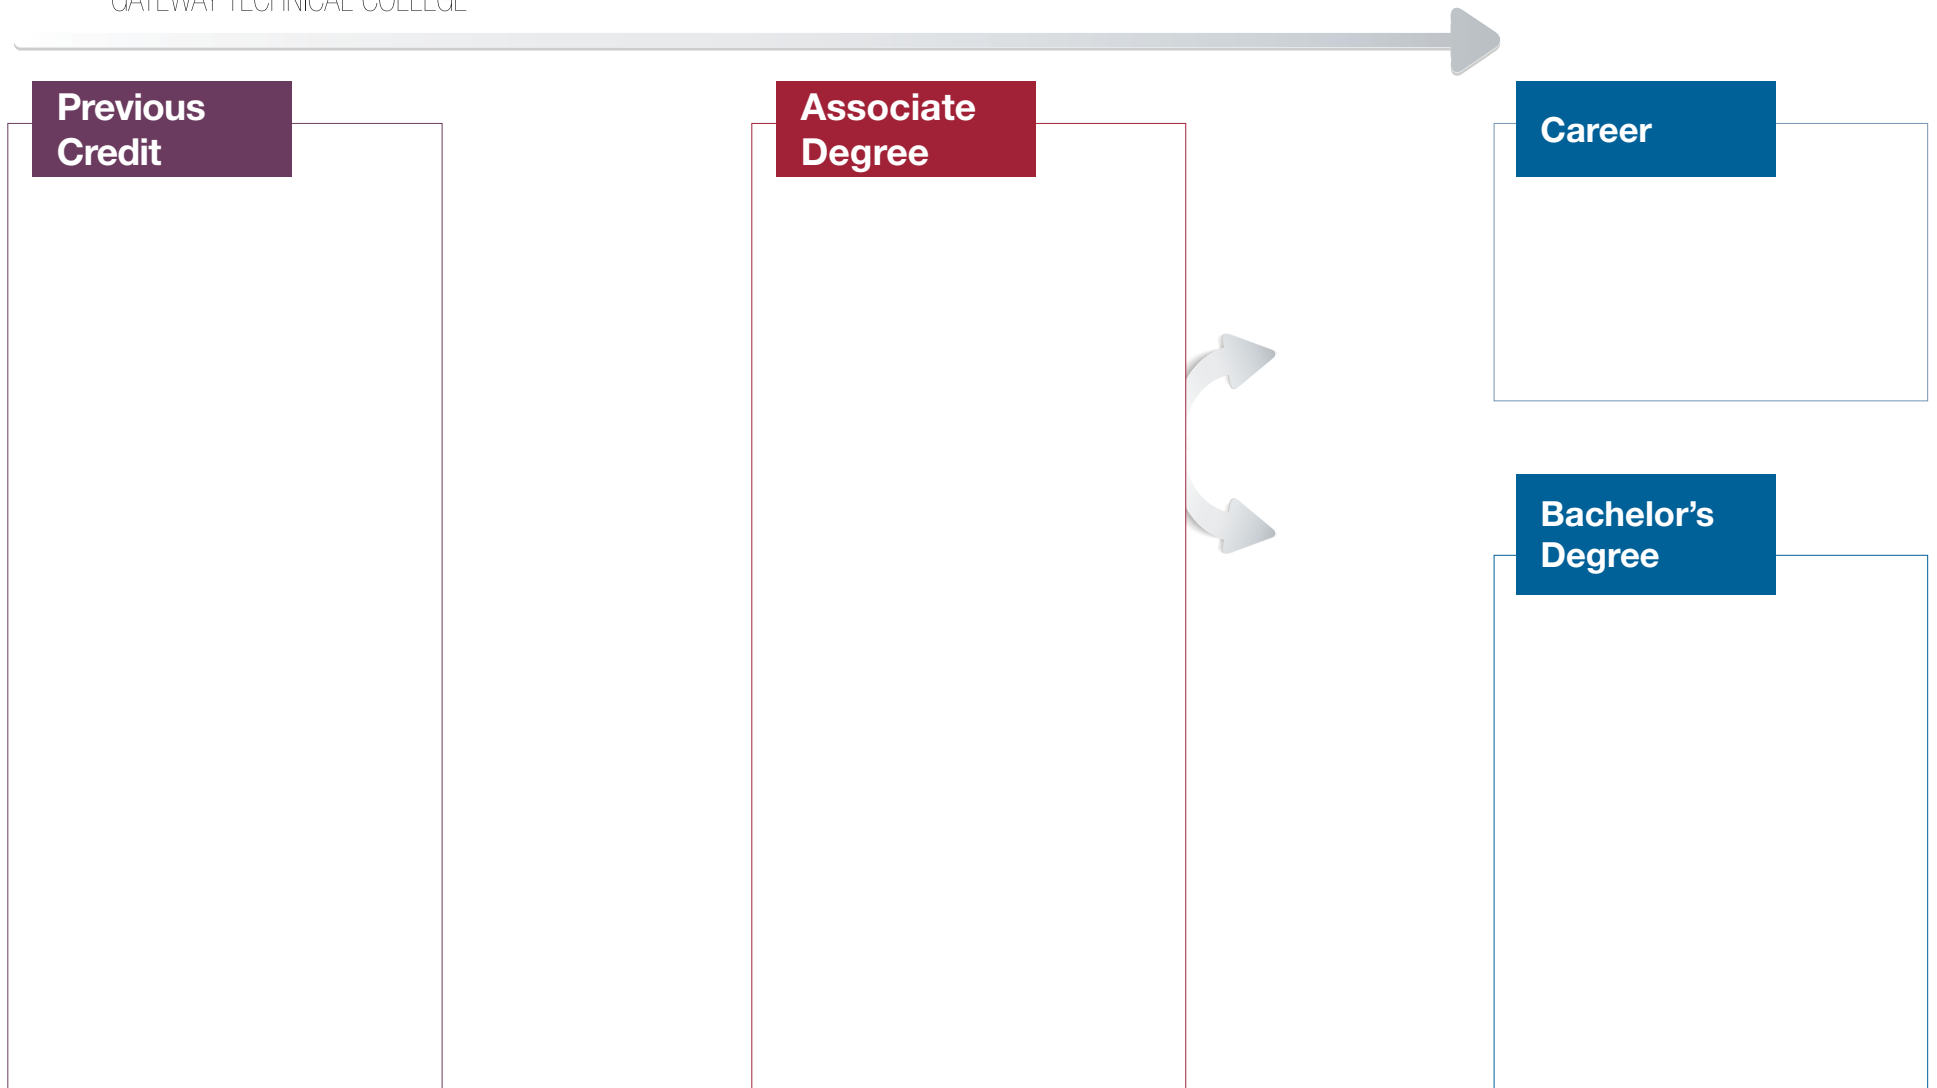 GATEWAY TECHNICAL COLLEGE
Previous
Credit
Associate
Degree
Career
Bachelor’s
Degree